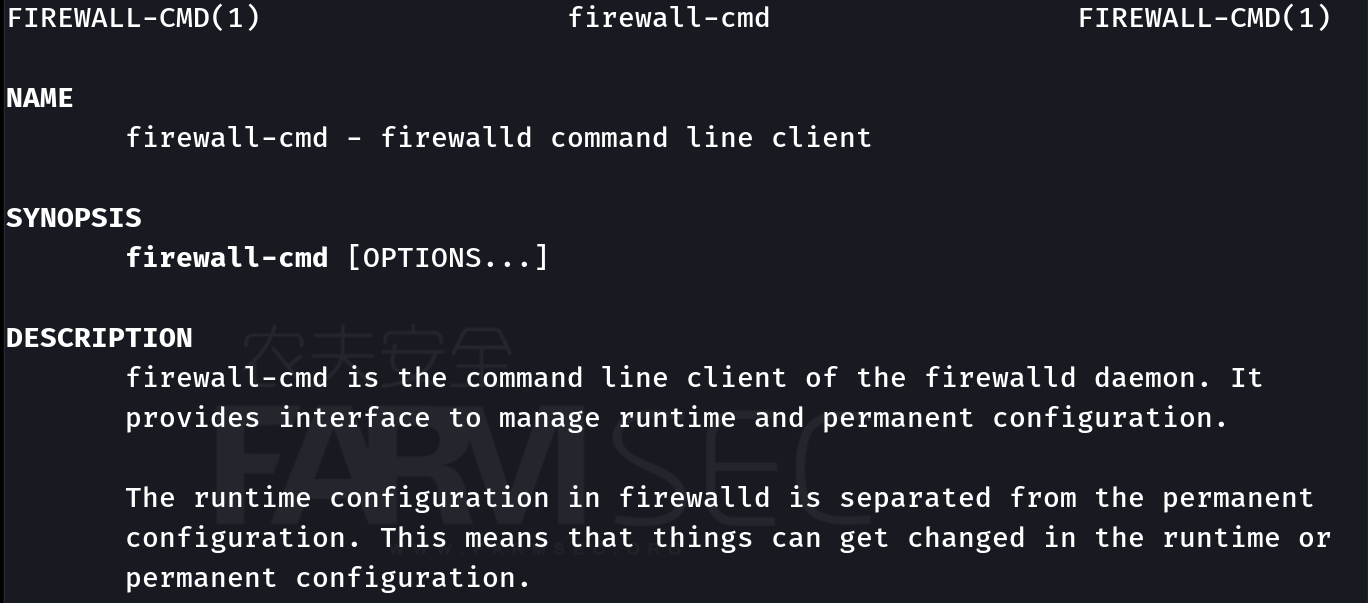 FIREWALL-CMD(1) firewall-cmd FIREWALL-CMD(1)
NAME
firewall-cmd - firewalld command line client
SYNOPSIS
firewall-cmd [OPTIONS...]
DESCRIPTION
农夫安全
firewall-cmd is the command line client of the firewalld daemon. It
provides interface to manage runtime and permanent configuration.
FARMSEC
The runtime configuration in firewalld is separated from the permanent
configuration. This means that things can get changed in the runtime or
permanent configuration.